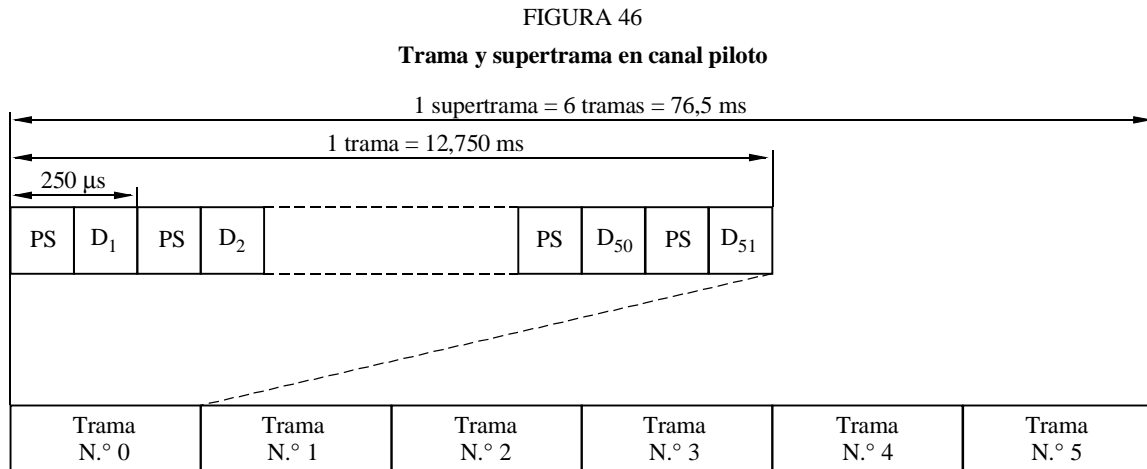 FIGURA 46
Trama y supertrama en canal piloto
1 supertrama = 6 tramas = 76,5 ms
1 trama = 12,750 ms
250 μs
PS D1 PS D2 PS D50 PS D51
Trama Trama Trama Trama Trama Trama
N.° 0 N.° 1 N.° 2 N.° 3 N.° 4 N.° 5